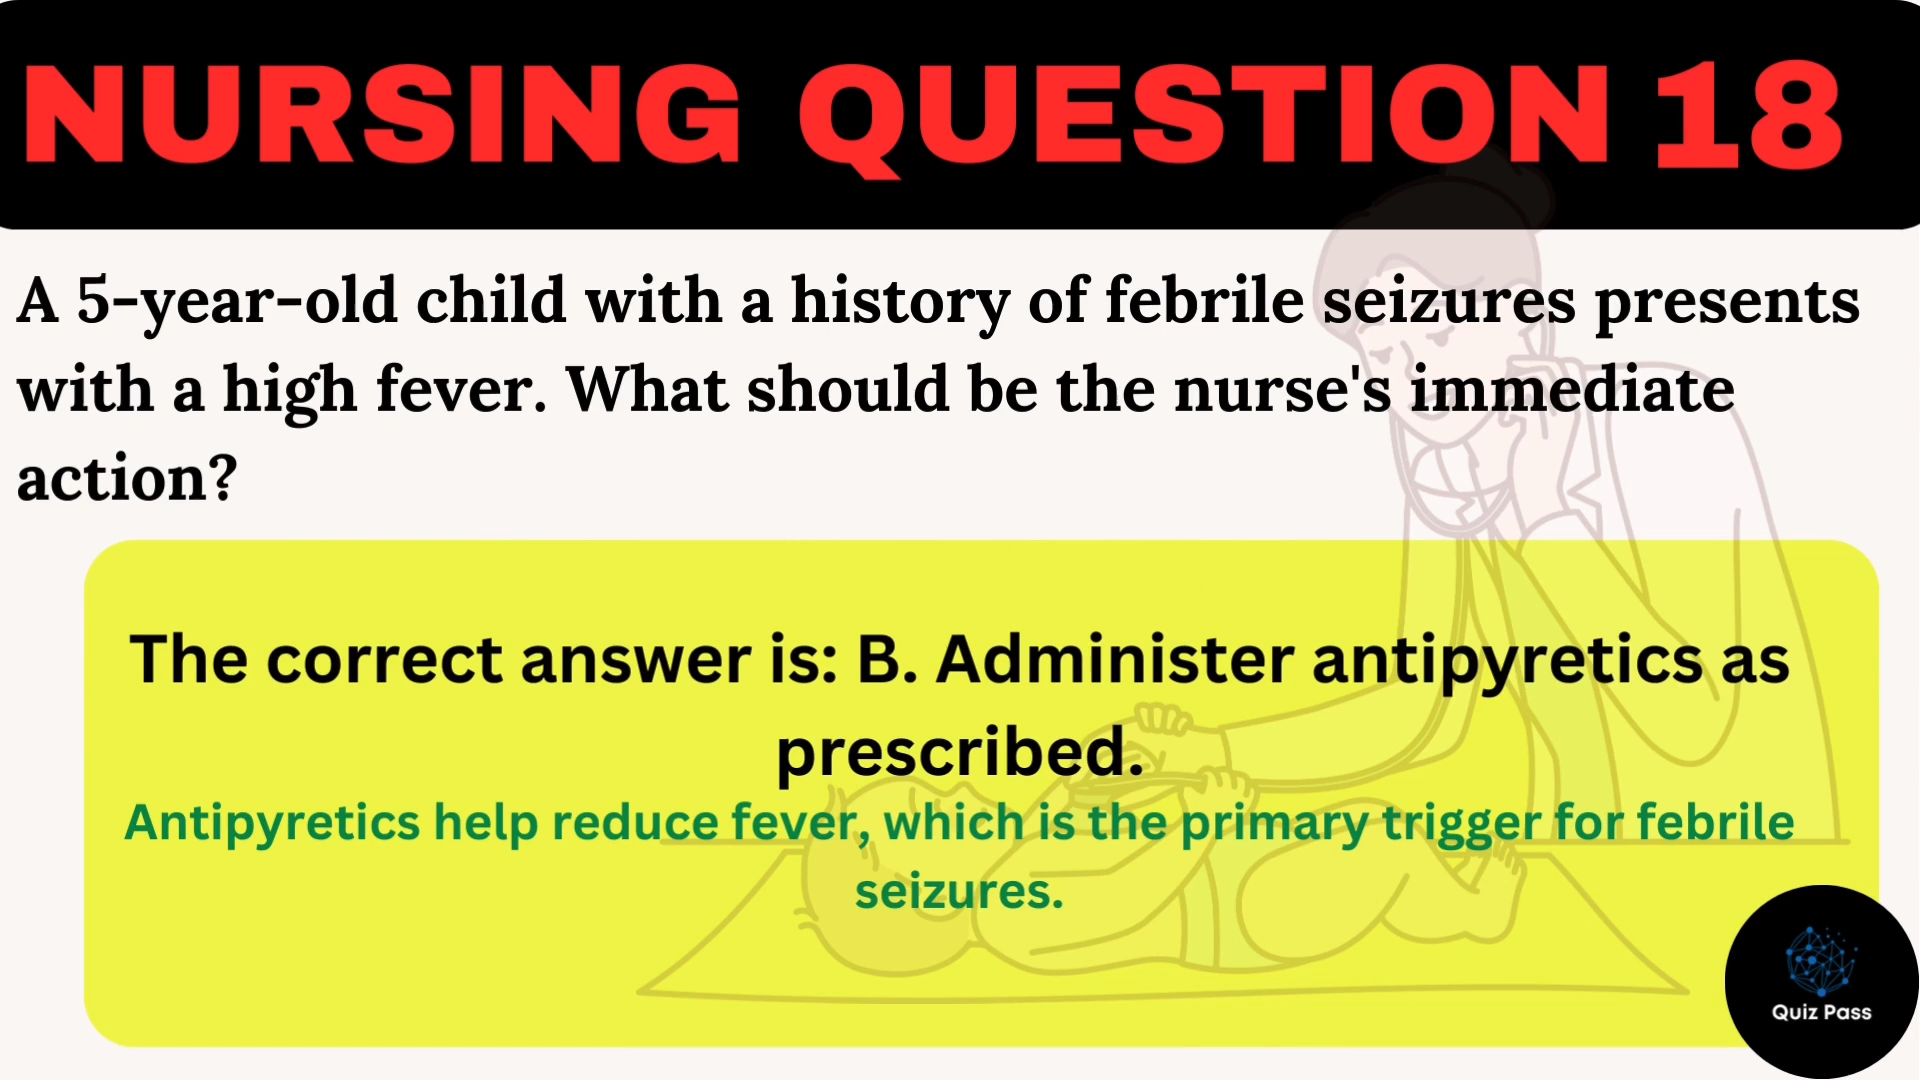 NURSING QUESTION 18
A 5-year-old child with a history of febrile seizures presents
with a high fever. What should be the nurse's immediate
action?
The correct answer is: B. Administer antipyretics as
prescribed.
Antipyretics help reduce fever, which is the primary trigger for febrile
seizures.
Quiz Pass